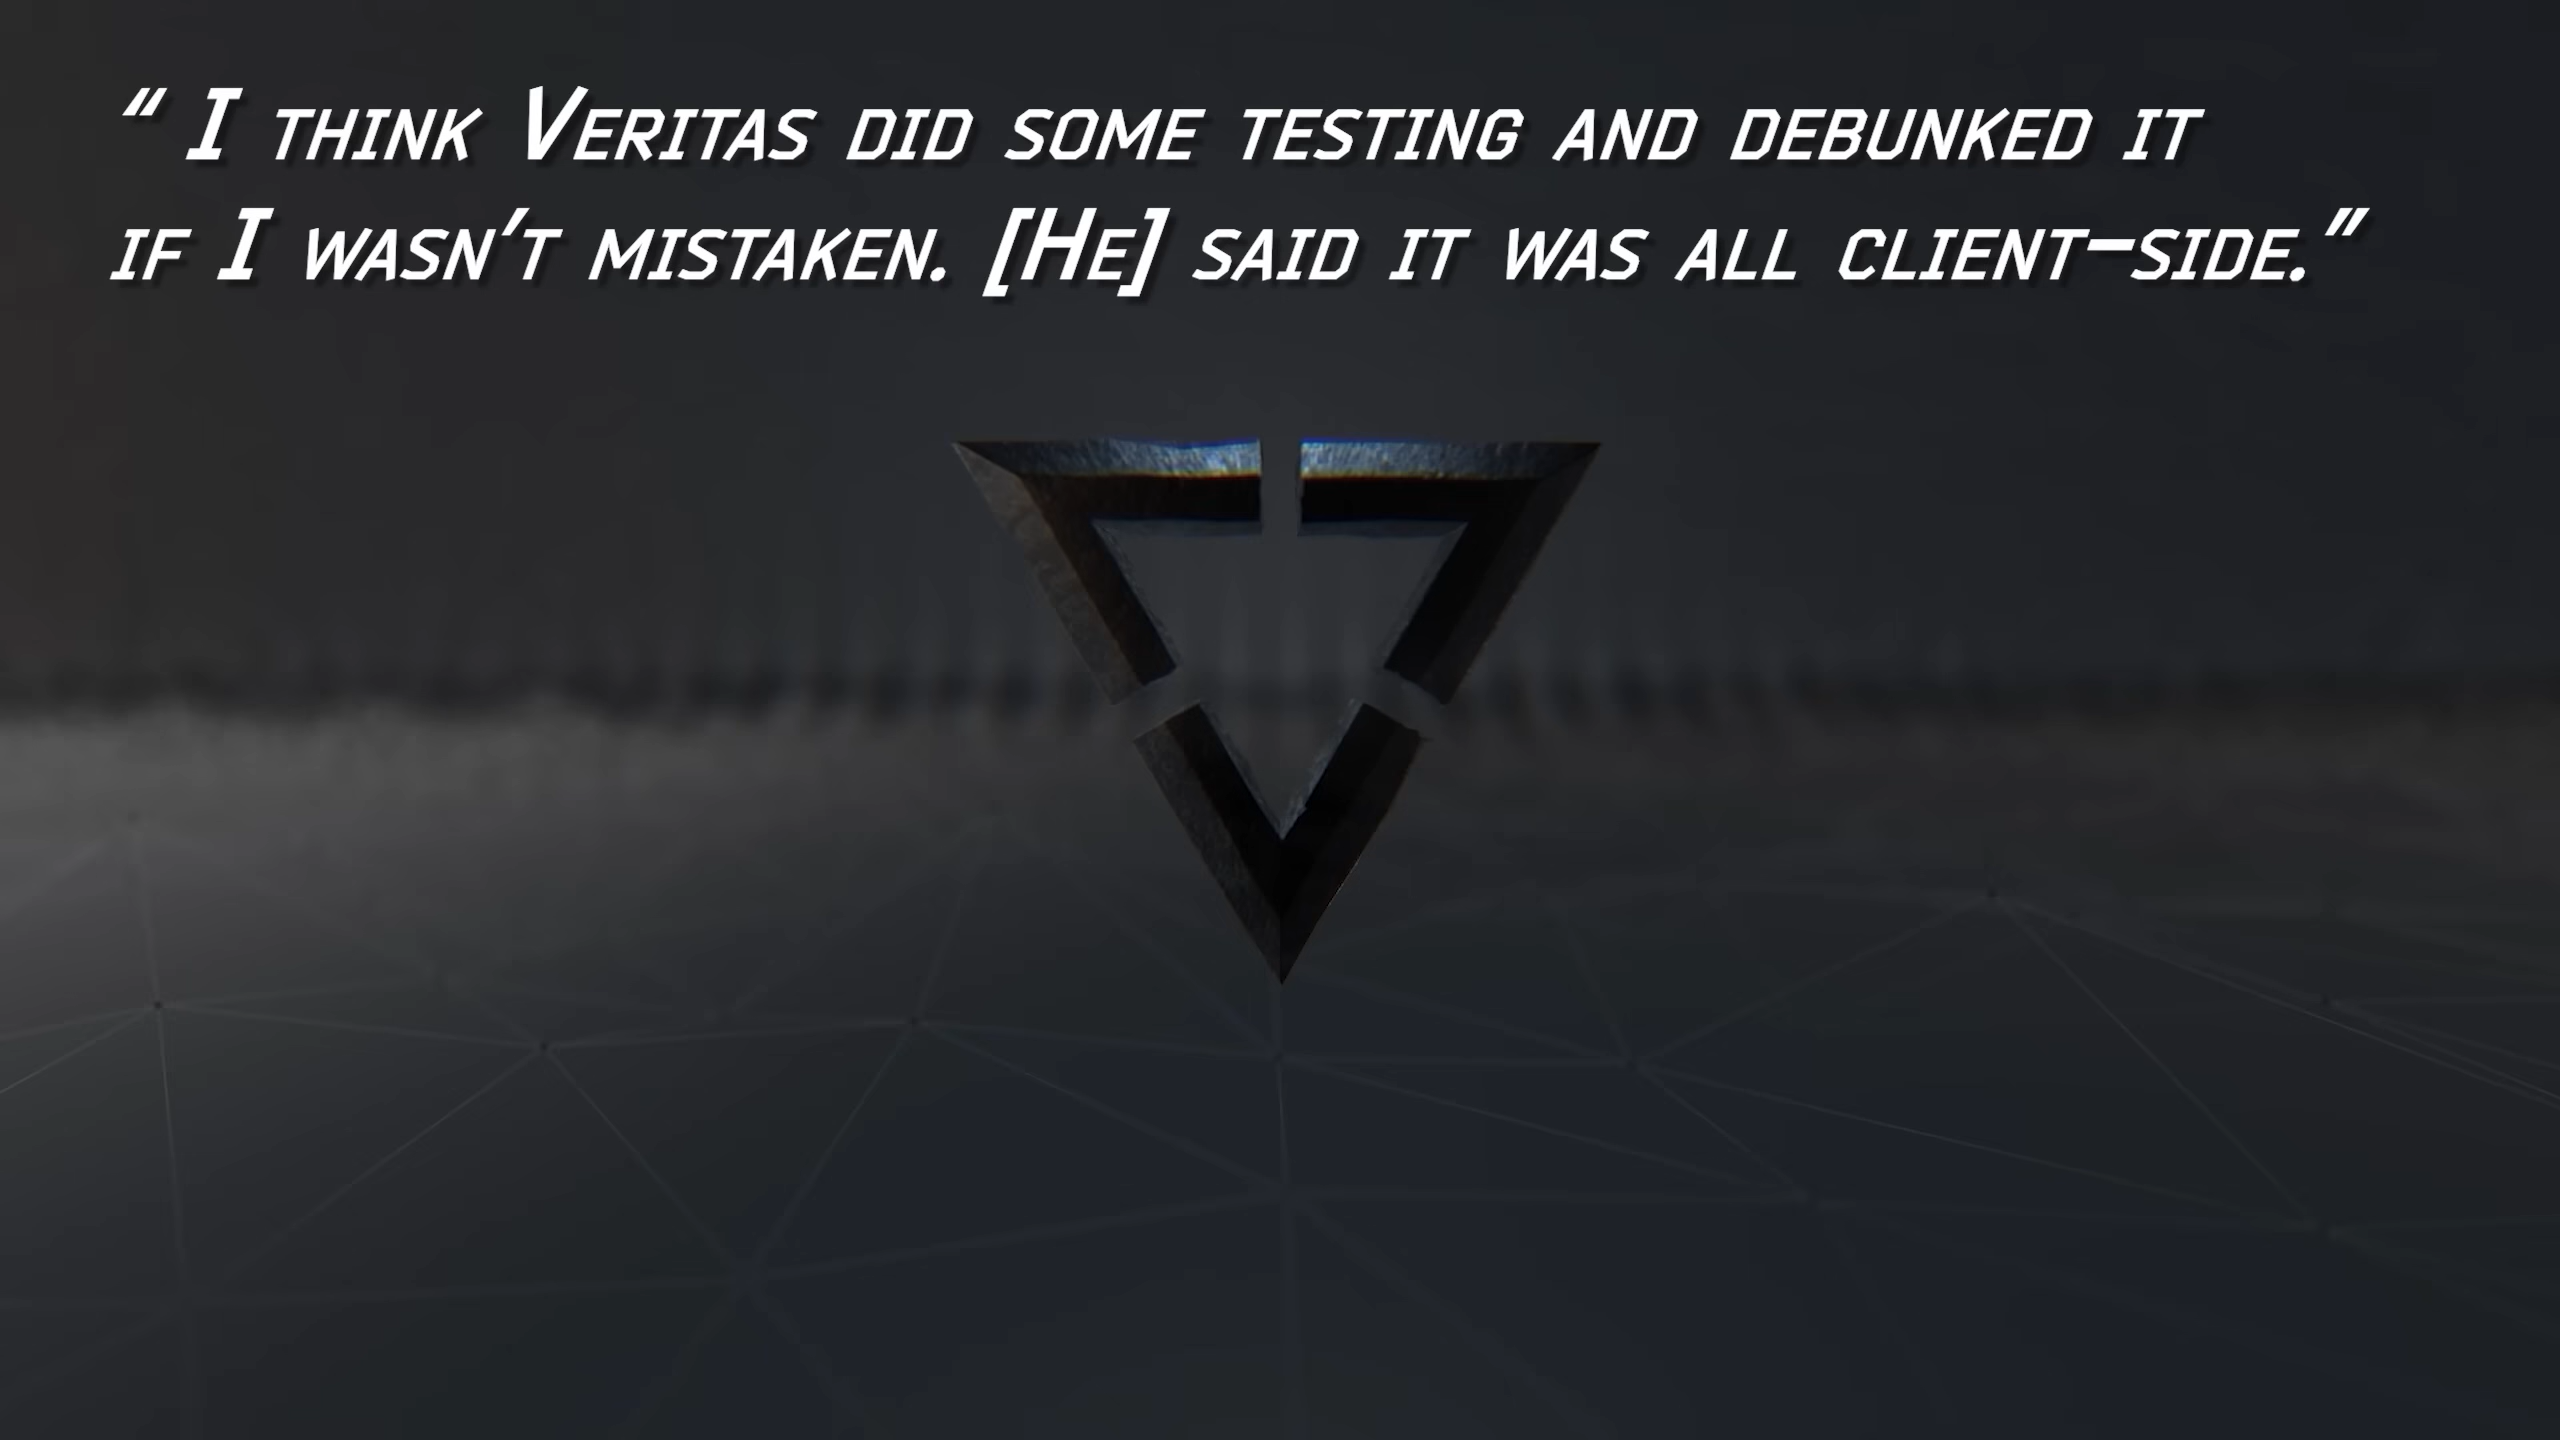 “ I think Veritas did some testing and debunked it
if I wasn’t mistaken. [He] said it was all client-side.”